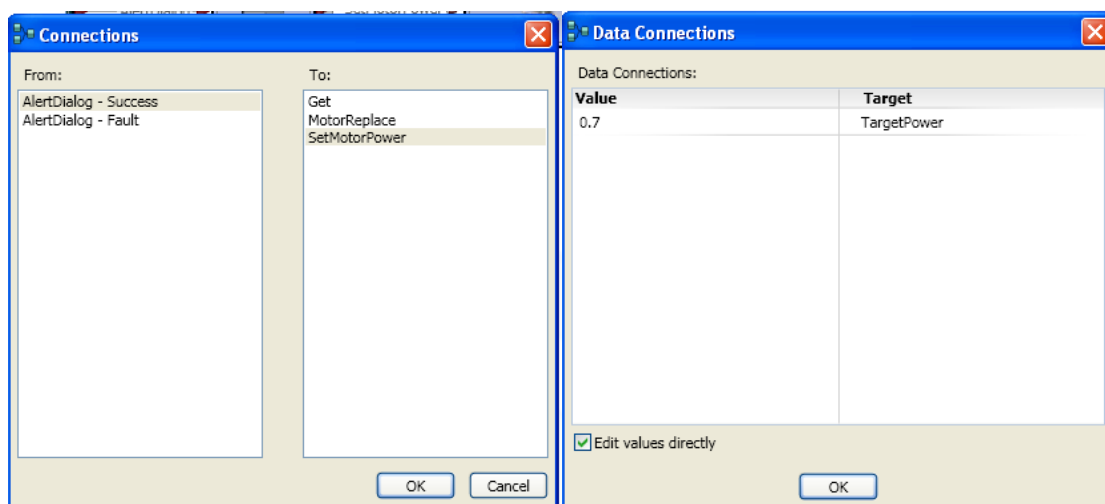 Connections
From:
To:
AlertDialog - Success
AlertDialog - Fault
Get
MotorReplace
SetMotorPower
OK
Cancel
Data Connections
Data Connections:
Value Target
0.7 TargetPower
Edit values directly
OK